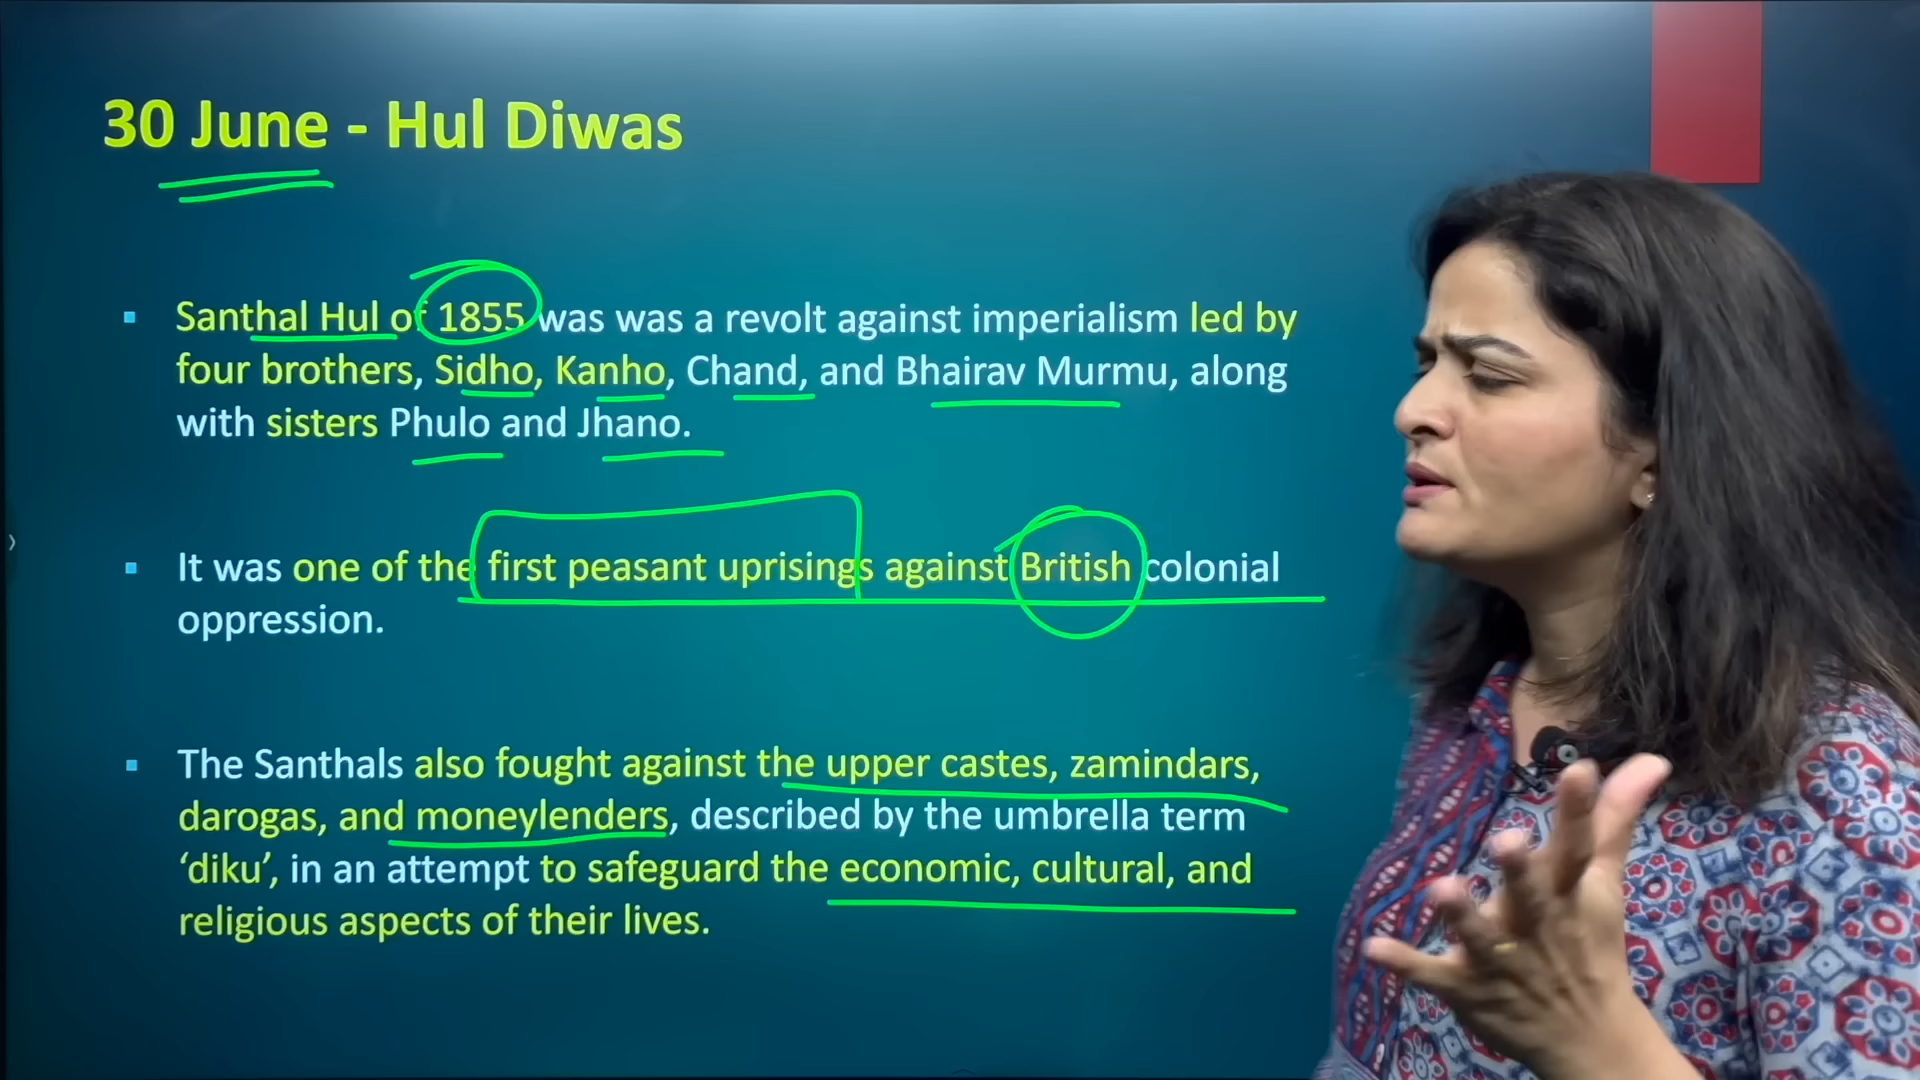 30 June - Hul Diwas
Santhal Hul of 1855 was was a revolt against imperialism led by
four brothers, Sidho, Kanho, Chand, and Bhairav Murmu, along
with sisters Phulo and Jhano.
It was one of the first peasant uprisings against British colonial
oppression.
The Santhals also fought against the upper castes, zamindars,
darogas, and moneylenders, described by the umbrella term
‘diku’, in an attempt to safeguard the economic, cultural, and
religious aspects of their lives.